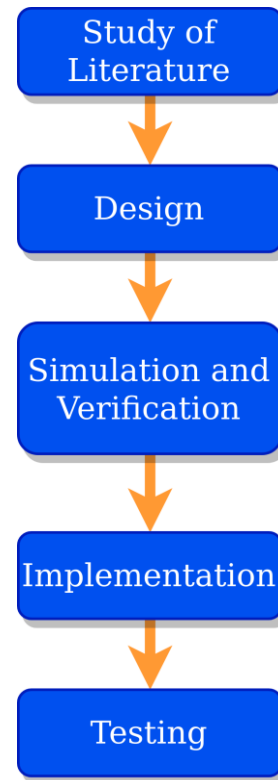 Study of
Literature
Design
Simulation and
Verification
Implementation
Testing